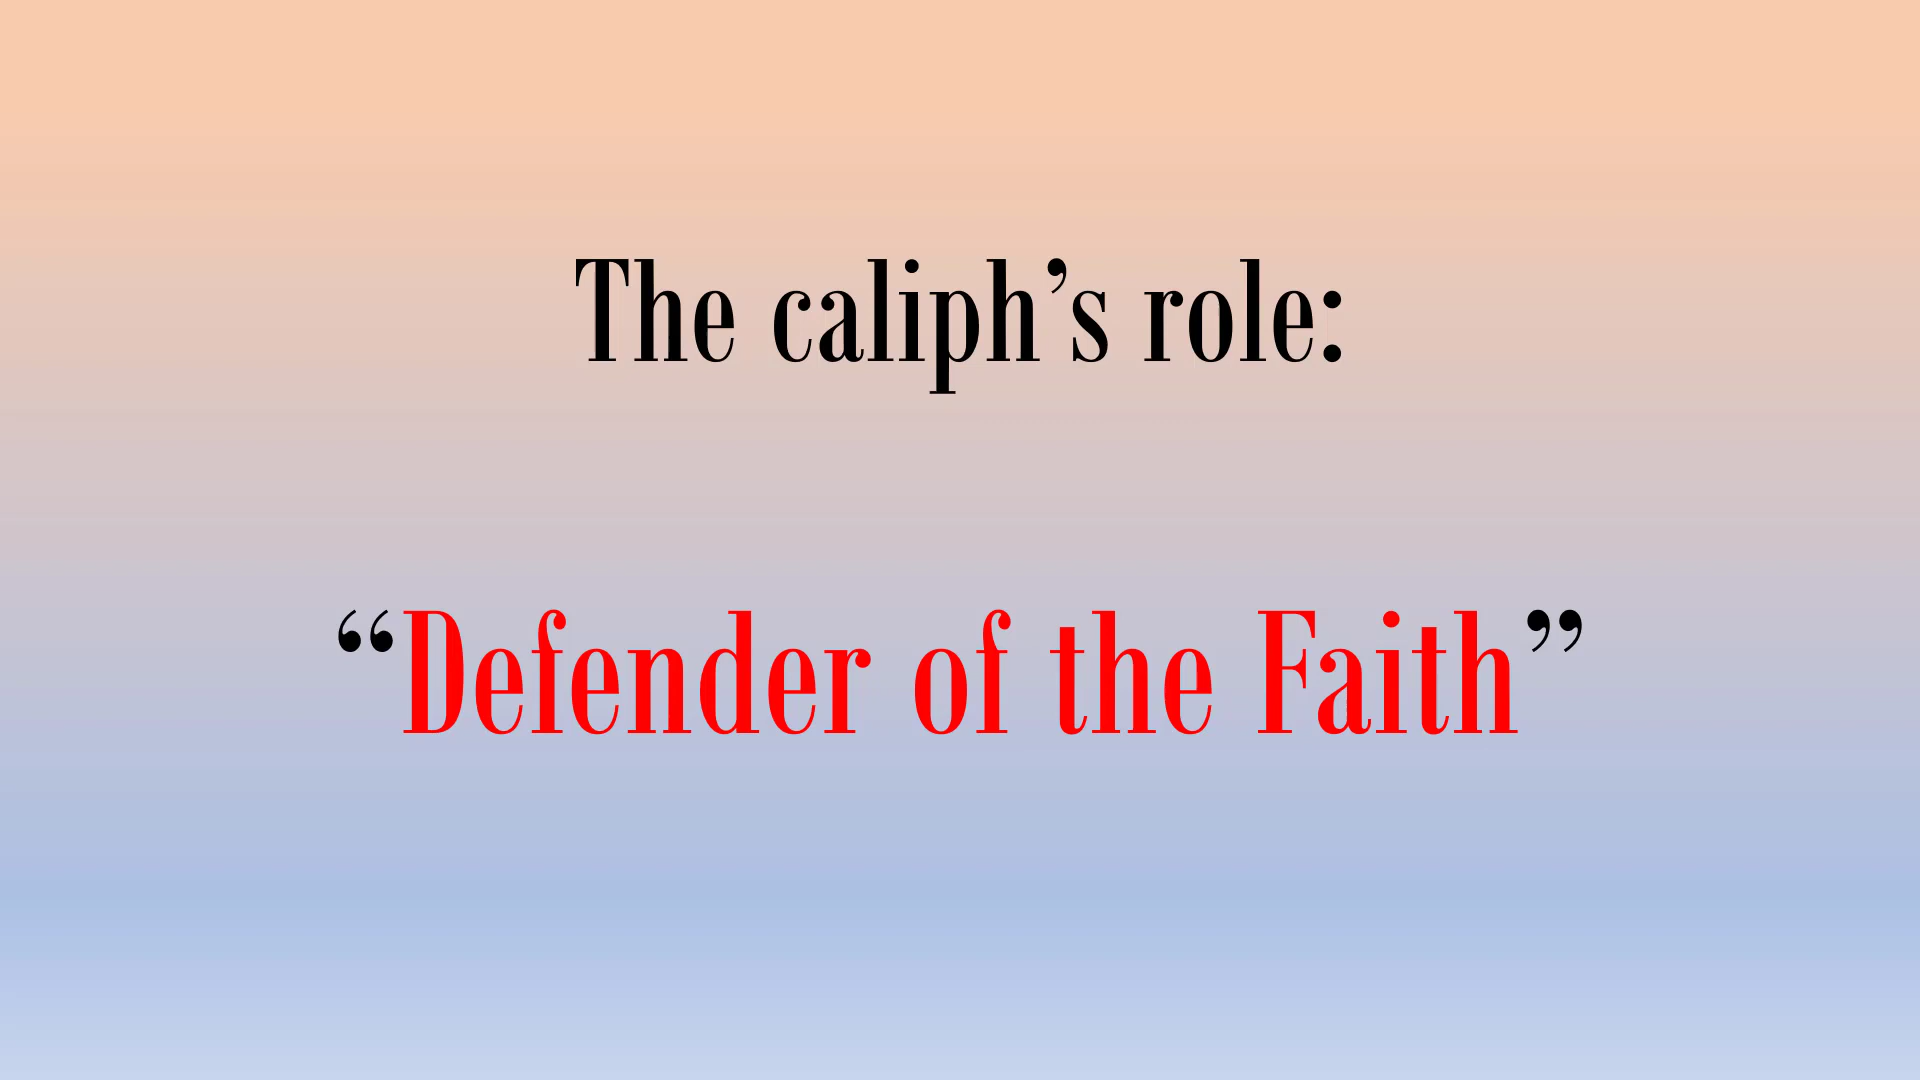 The caliph’s role:
“Defender of the Faith”